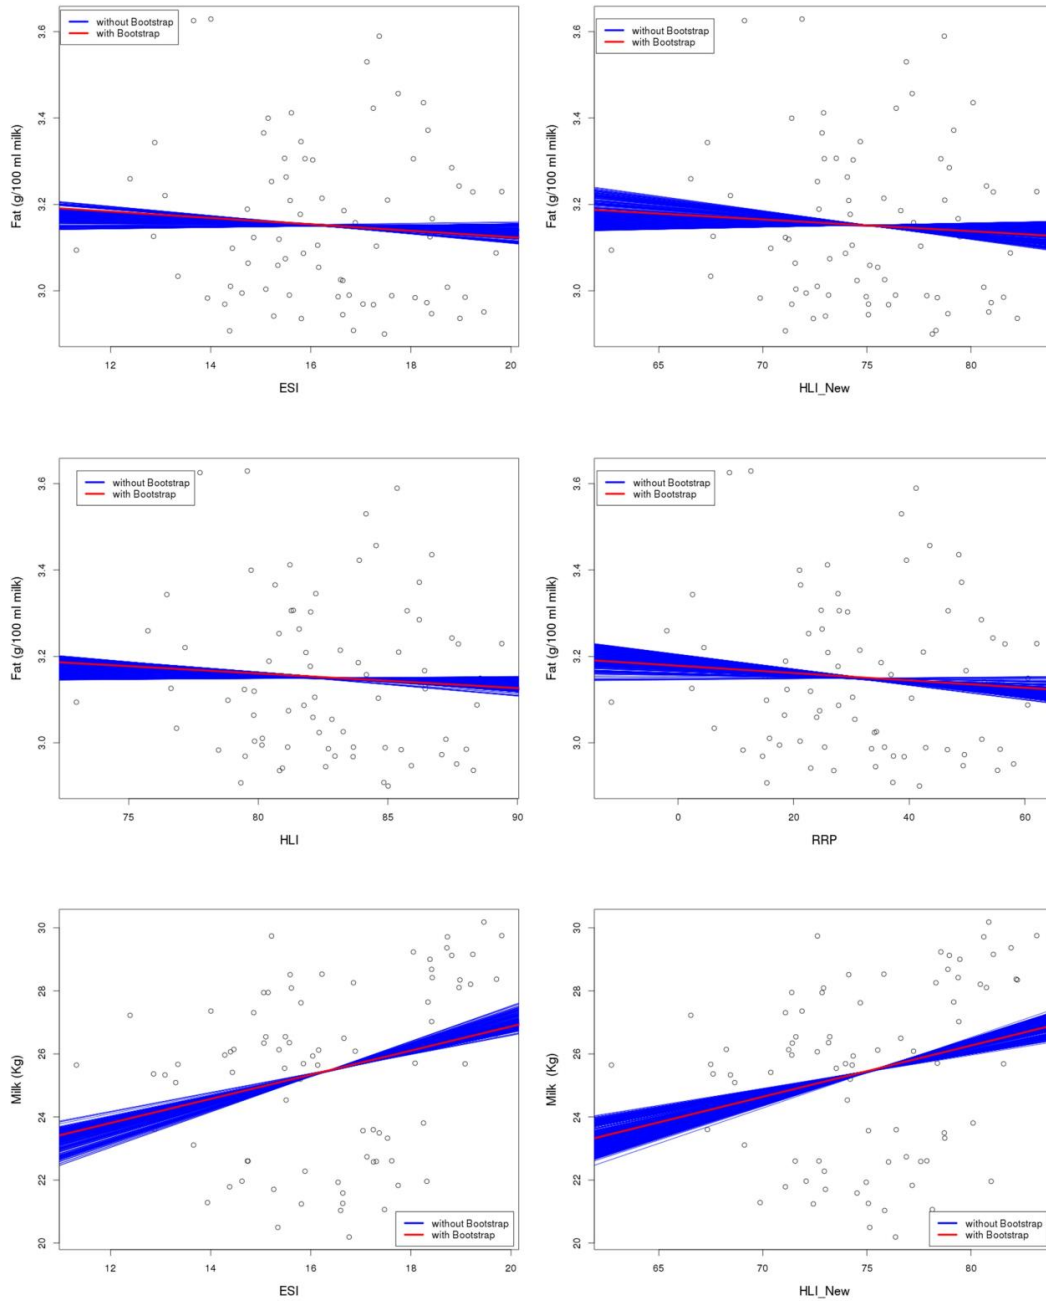 without Bootstrap
with Bootstrap
3.6
3.4
3.2
3.0
Fat (g/100 ml milk)
12 14 16 18 20
ESI
without Bootstrap
with Bootstrap
3.6
3.4
3.2
3.0
Fat (g/100 ml milk)
65 70 75 80
HLI_New
without Bootstrap
with Bootstrap
3.6
3.4
3.2
3.0
Fat (g/100 ml milk)
75 80 85 90
HLI
without Bootstrap
with Bootstrap
3.6
3.4
3.2
3.0
Fat (g/100 ml milk)
0 20 40 60
RRP
30
28
26
24
22
20
Milk (Kg)
without Bootstrap
with Bootstrap
12 14 16 18 20
ESI
30
28
26
24
22
20
Milk (Kg)
without Bootstrap
with Bootstrap
65 70 75 80
HLI_New